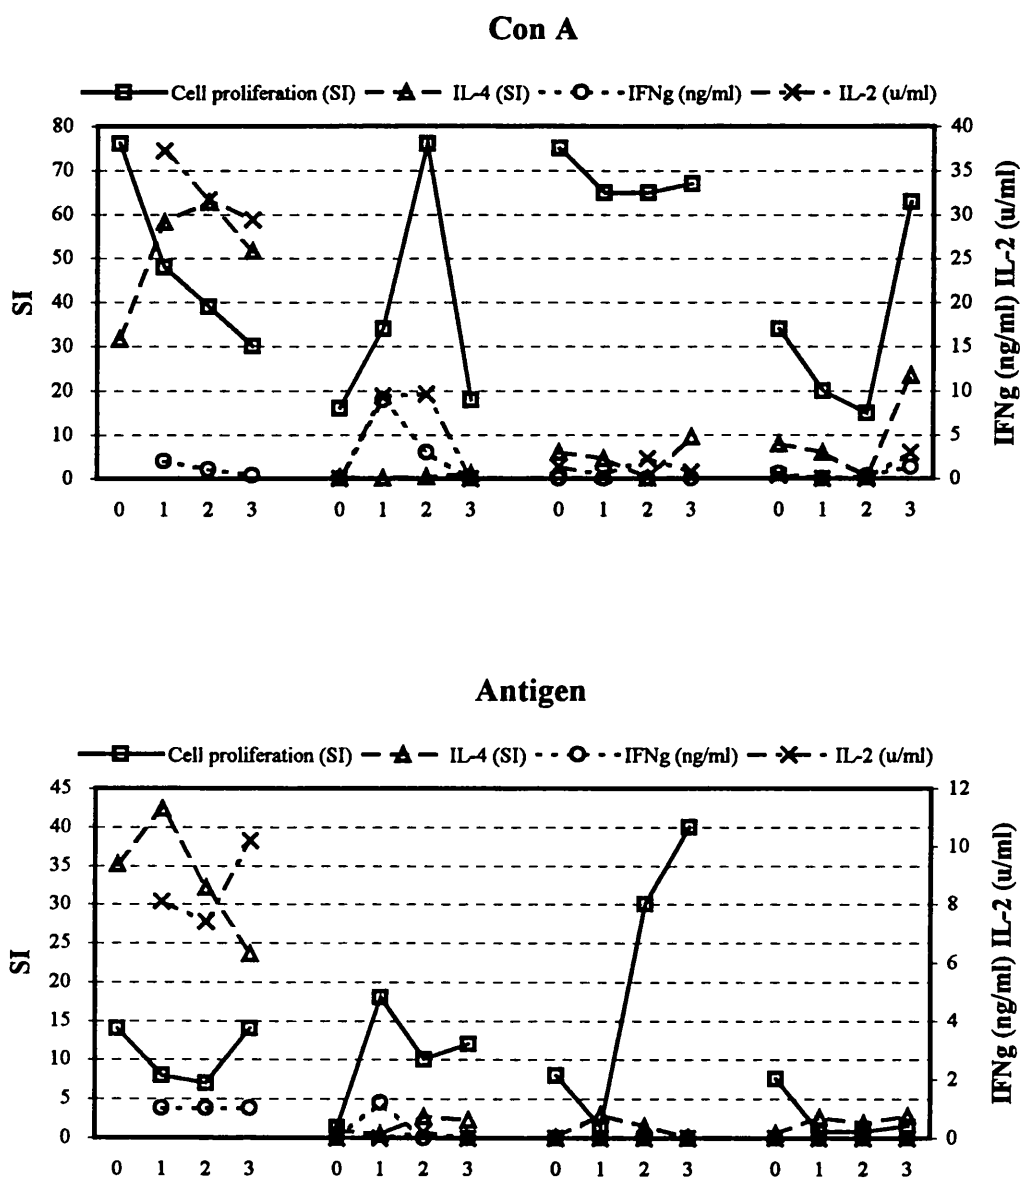 Con A
Cell proliferation (SI) IL-4 (SI) IFNg (ng/ml) IL-2 (u/ml)
80 40
70 35
60 30
50 25
40 20
30 15
20 10
10 5
0 0
SI
IFNg (ng/ml) IL-2 (u/ml)
0 1 2 3 0 1 2 3 0 1 2 3 0 1 2 3
Antigen
Cell proliferation (SI) IL-4 (SI) IFNg (ng/ml) IL-2 (u/ml)
45 12
40
35 10
30 8
25
20 6
15 4
10
5 2
0 0
SI
IFNg (ng/ml) IL-2 (u/ml)
0 1 2 3 0 1 2 3 0 1 2 3 0 1 2 3